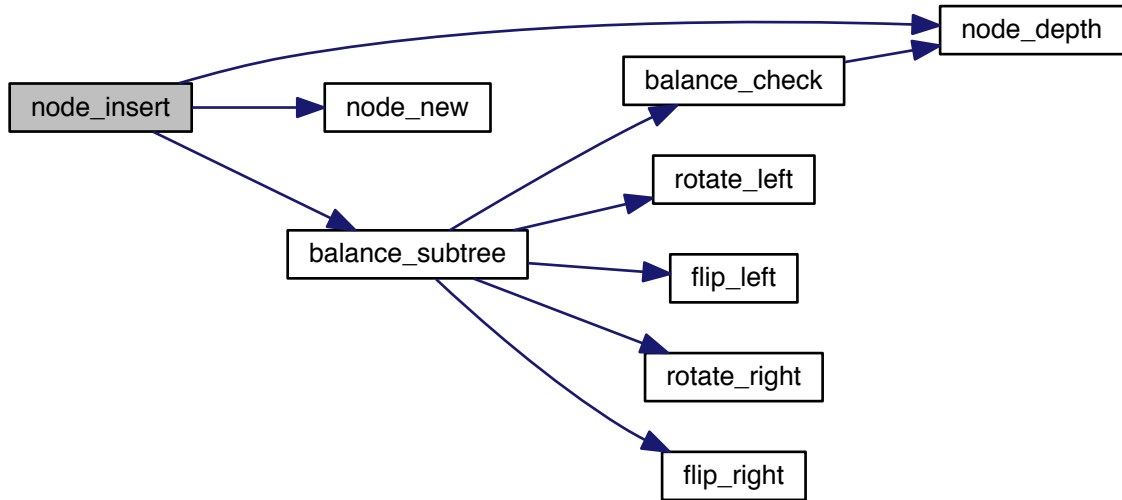 node_depth
balance_check
node_insert
node_new
rotate_left
balance_subtree
flip_left
rotate_right
flip_right